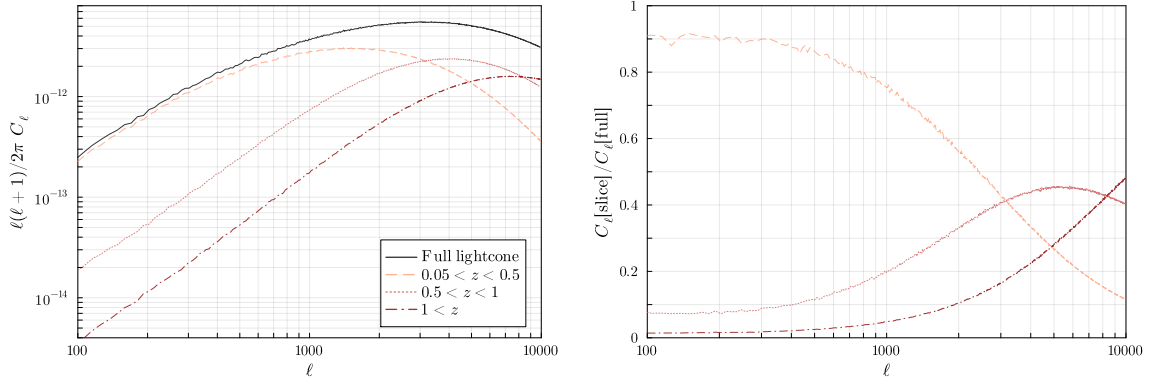 ℓ(ℓ + 1)/2π C_ℓ
10⁻¹²
10⁻¹³
10⁻¹⁴
100
1000
10000
ℓ
Full lightcone
0.05 < z < 0.5
0.5 < z < 1
1 < z
C_ℓ[slice]/C_ℓ[full]
1
0.8
0.6
0.4
0.2
0
100
1000
10000
ℓ